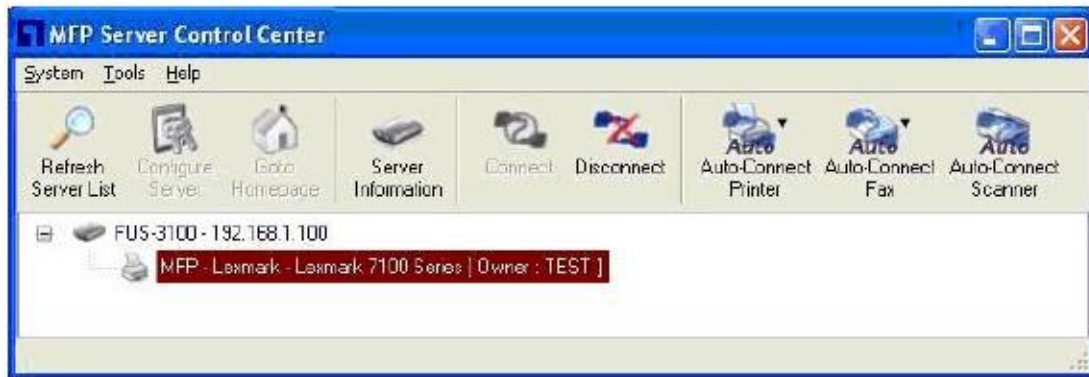 MFP Server Control Center
System Tools Help
Refresh Server List
Configure Server
Goto Homepage
Server Information
Connect
Disconnect
Auto
Auto-Connect Printer
Auto
Auto-Connect Fax
Auto
Auto-Connect Scanner
FUS-3100 - 192.168.1.100
MFP - Lexmark - Lexmark 7100 Series [ Owner : TEST ]